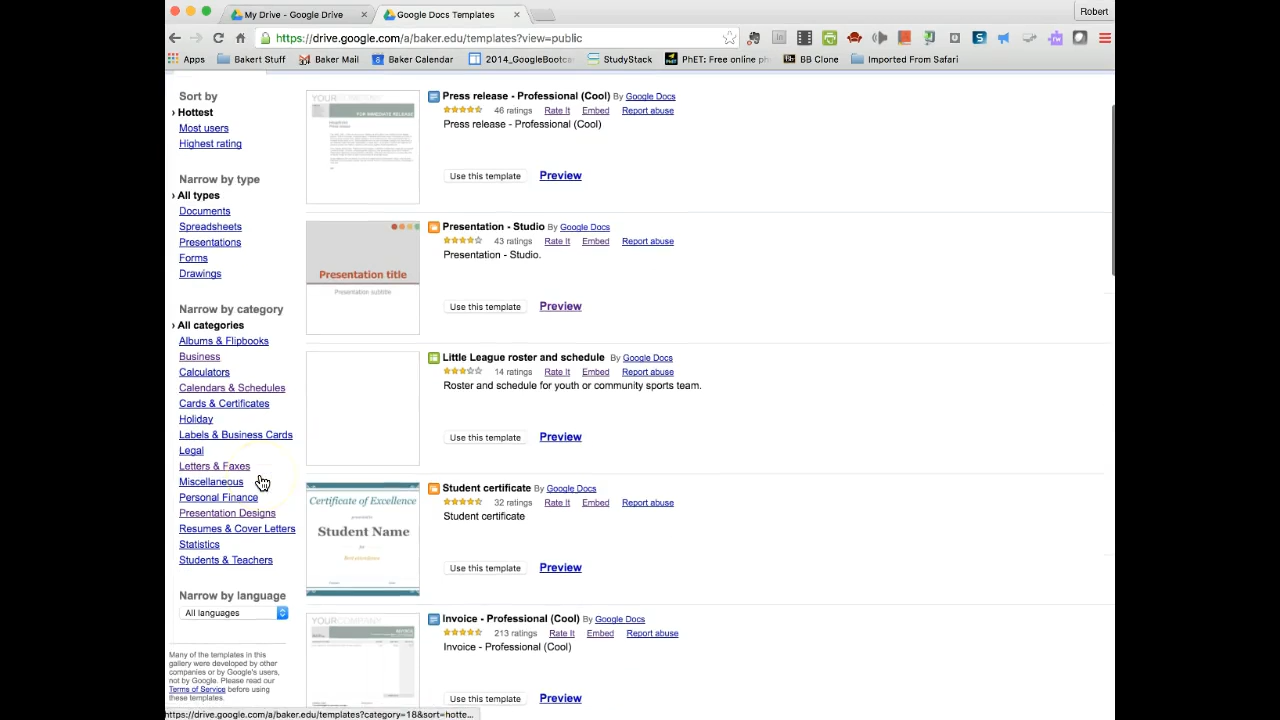 My Drive - Google Drive
Google Docs Templates
Robert
https://drive.google.com/a/baker.edu/templates?view=public
Apps
Bakert Stuff
Baker Mail
Baker Calendar
2014_GoogleBootca
StudyStack
PhET: Free online ph
BB Clone
Imported From Safari
Sort by
› Hottest
Most users
Highest rating
Narrow by type
› All types
Documents
Spreadsheets
Presentations
Forms
Drawings
Narrow by category
› All categories
Albums & Flipbooks
Business
Calculators
Calendars & Schedules
Cards & Certificates
Holiday
Labels & Business Cards
Legal
Letters & Faxes
Miscellaneous
Personal Finance
Presentation Designs
Resumes & Cover Letters
Statistics
Students & Teachers
Narrow by language
All languages
Many of the templates in this
gallery were developed by other
companies or by Google's users,
not by Google. Please read our
Terms of Service before using
these templates.
YOURCOMPANY
FOR IMMEDIATE RELEASE
Press release - Professional (Cool) By Google Docs
46 ratings Rate It Embed Report abuse
Press release - Professional (Cool)
Use this template Preview
Presentation title
Presentation subtitle
Presentation - Studio By Google Docs
43 ratings Rate It Embed Report abuse
Presentation - Studio.
Use this template Preview
Little League roster and schedule By Google Docs
14 ratings Rate It Embed Report abuse
Roster and schedule for youth or community sports team.
Use this template Preview
Certificate of Excellence
Student Name
Student certificate By Google Docs
32 ratings Rate It Embed Report abuse
Student certificate
Use this template Preview
YOURCOMPANY
Invoice - Professional (Cool) By Google Docs
213 ratings Rate It Embed Report abuse
Invoice - Professional (Cool)
Use this template Preview
https://drive.google.com/a/baker.edu/templates?category=18&sort=hotte...